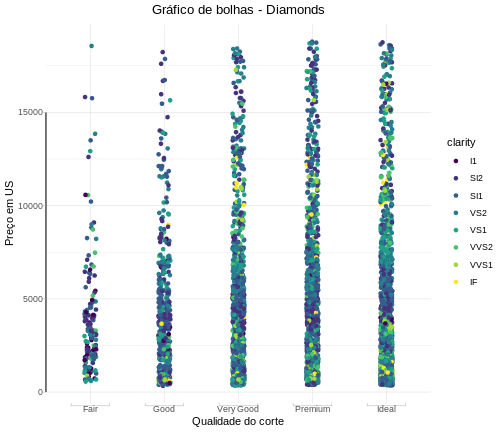 Gráfico de bolhas - Diamonds
Preço em US
15000
10000
5000
0
Fair
Good
Very Good
Premium
Ideal
Qualidade do corte
clarity
I1
SI2
SI1
VS2
VS1
VVS2
VVS1
IF